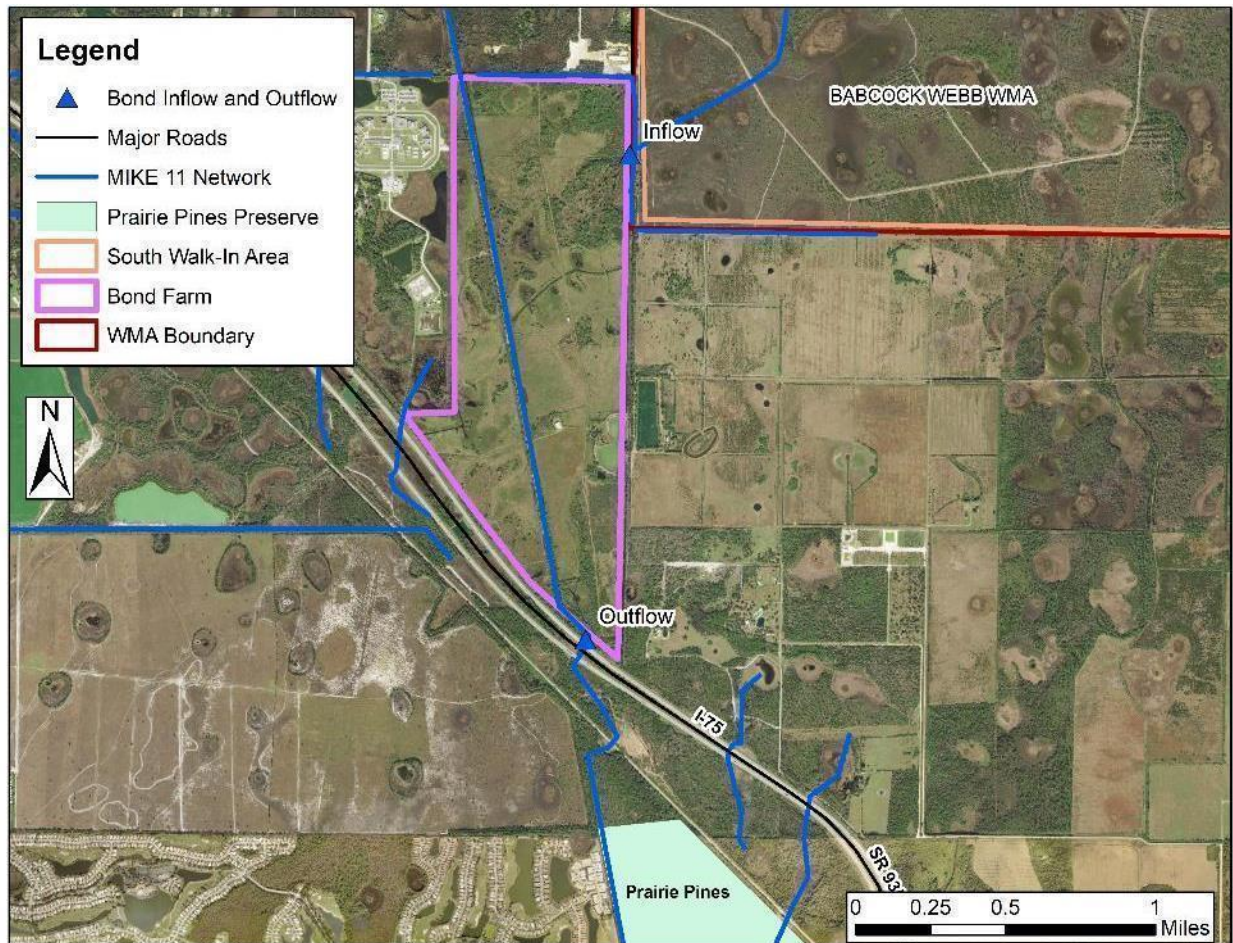 Legend
Bond Inflow and Outflow
Major Roads
MIKE 11 Network
Prairie Pines Preserve
South Walk-In Area
Bond Farm
WMA Boundary
BABCOCK WEBB WMA
Inflow
N
Outflow
I-75
SR 93
Prairie Pines
0 0.25 0.5 1
Miles